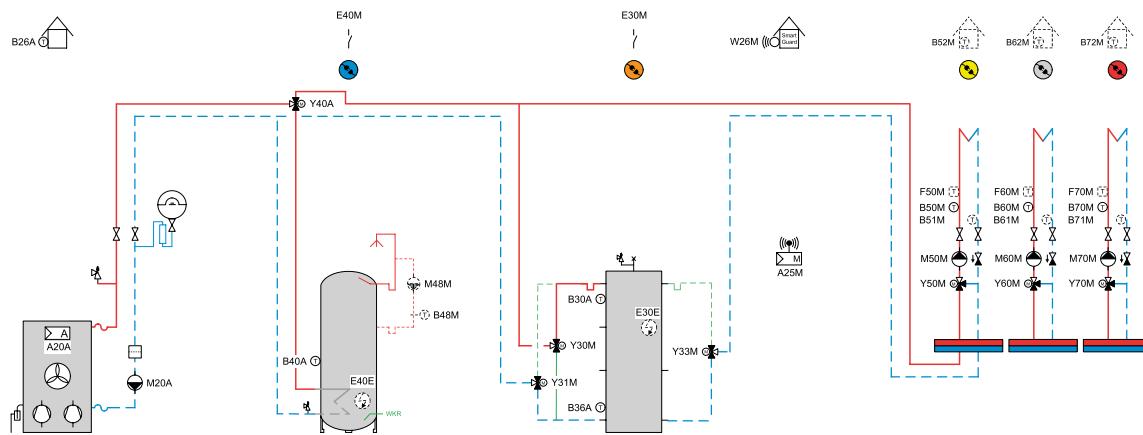 E40M
E30M
B26A
T
W26M
Smart
Guard
B52M
T
B62M
T
B72M
T
M
Y40A
F50M
T
F60M
T
F70M
T
B50M
T
B60M
T
B70M
T
B51M
T
B61M
T
B71M
T
M50M
M60M
M70M
A25M
M
Y50M
M
Y60M
M
Y70M
M
M48M
B48M
T
B30A
T
E30E
A
A20A
Y30M
M
Y33M
M
B40A
T
M20A
Y31M
M
E40E
B36A
T
WKR